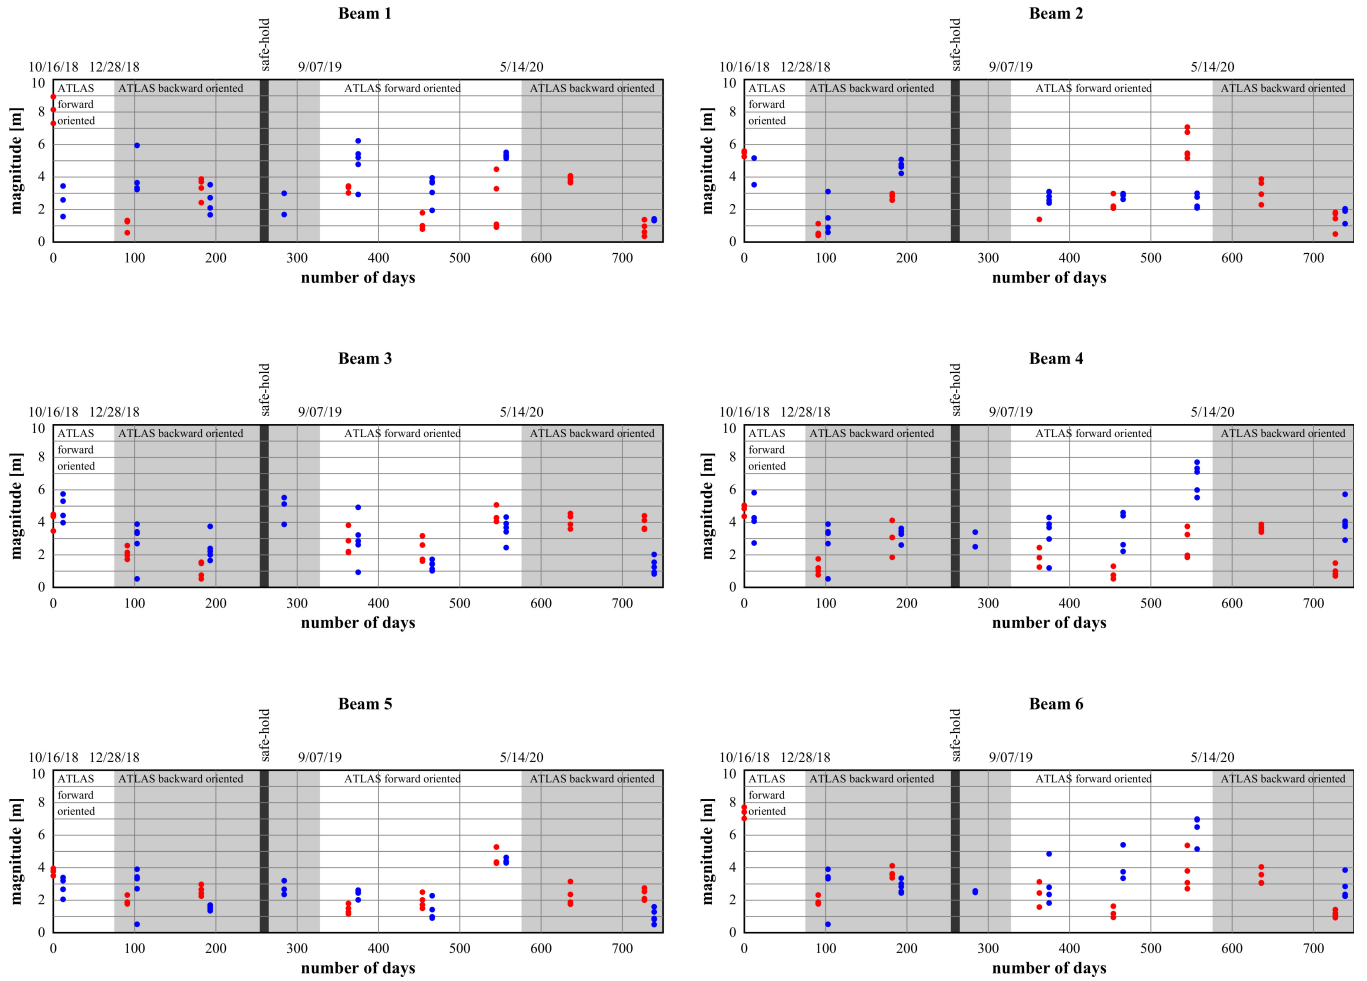 Beam 1
safe-hold
10/16/18 12/28/18 9/07/19 5/14/20
ATLAS forward oriented
ATLAS backward oriented
ATLAS forward oriented
ATLAS backward oriented
magnitude [m]
10
8
6
4
2
0
0 100 200 300 400 500 600 700
number of days
Beam 2
safe-hold
10/16/18 12/28/18 9/07/19 5/14/20
ATLAS forward oriented
ATLAS backward oriented
ATLAS forward oriented
ATLAS backward oriented
magnitude [m]
10
8
6
4
2
0
0 100 200 300 400 500 600 700
number of days
Beam 3
safe-hold
10/16/18 12/28/18 9/07/19 5/14/20
ATLAS forward oriented
ATLAS backward oriented
ATLAS forward oriented
ATLAS backward oriented
magnitude [m]
10
8
6
4
2
0
0 100 200 300 400 500 600 700
number of days
Beam 4
safe-hold
10/16/18 12/28/18 9/07/19 5/14/20
ATLAS forward oriented
ATLAS backward oriented
ATLAS forward oriented
ATLAS backward oriented
magnitude [m]
10
8
6
4
2
0
0 100 200 300 400 500 600 700
number of days
Beam 5
safe-hold
10/16/18 12/28/18 9/07/19 5/14/20
ATLAS forward oriented
ATLAS backward oriented
ATLAS forward oriented
ATLAS backward oriented
magnitude [m]
10
8
6
4
2
0
0 100 200 300 400 500 600 700
number of days
Beam 6
safe-hold
10/16/18 12/28/18 9/07/19 5/14/20
ATLAS forward oriented
ATLAS backward oriented
ATLAS forward oriented
ATLAS backward oriented
magnitude [m]
10
8
6
4
2
0
0 100 200 300 400 500 600 700
number of days